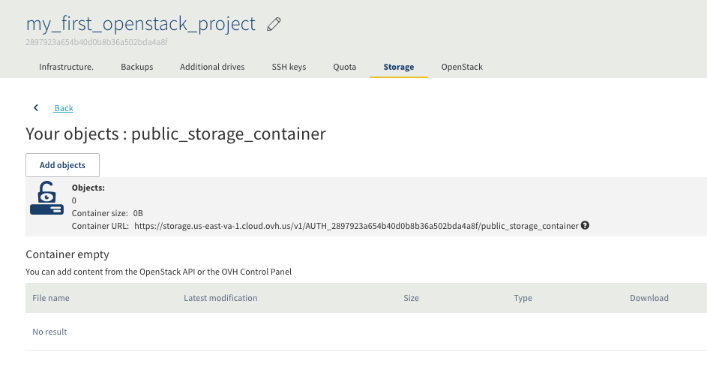 my_first_openstack_project
2897923a654b40d0b8b36a502bda4a8f
Infrastructure. Backups Additional drives SSH keys Quota Storage OpenStack
Back
Your objects : public_storage_container
Add objects
Objects:
0
Container size: 0B
Container URL: https://storage.us-east-va-1.cloud.ovh.us/v1/AUTH_2897923a654b40d0b8b36a502bda4a8f/public_storage_container
Container empty
You can add content from the OpenStack API or the OVH Control Panel
File name Latest modification Size Type Download
No result